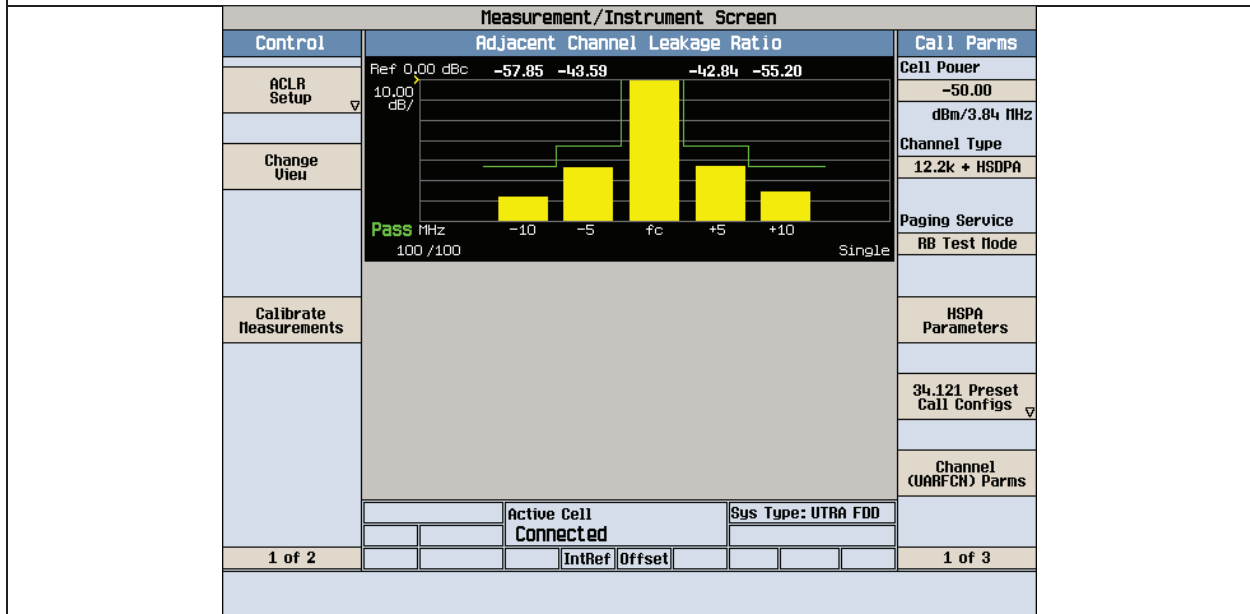 Measurement/Instrument Screen
Control
ACLR
Setup
Change
View
Calibrate
Measurements
1 of 2
Adjacent Channel Leakage Ratio
Ref 0.00 dBc -57.85 -43.59 -42.84 -55.20
10.00
dB/
Pass MHz -10 -5 fc +5 +10
100 /100 Single
Active Cell
Connected
Sys Type: UTRA FDD
IntRef Offset
Call Parms
Cell Power
-50.00
dBm/3.84 MHz
Channel Type
12.2k + HSDPA
Paging Service
RB Test Mode
HSPA
Parameters
34.121 Preset
Call Configs
Channel
(UARFCN) Parms
1 of 3